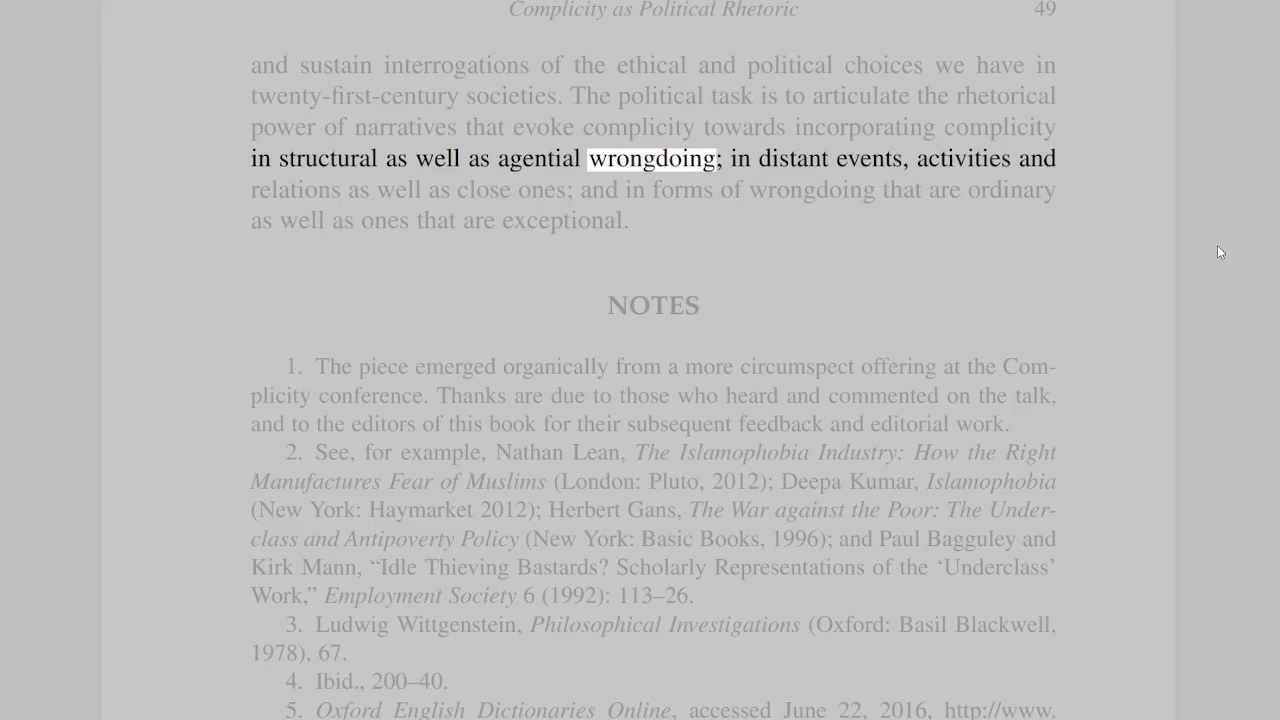 Complicity as Political Rhetoric 49
and sustain interrogations of the ethical and political choices we have in
twenty-first-century societies. The political task is to articulate the rhetorical
power of narratives that evoke complicity towards incorporating complicity
in structural as well as agential wrongdoing; in distant events, activities and
relations as well as close ones; and in forms of wrongdoing that are ordinary
as well as ones that are exceptional.
NOTES
1. The piece emerged organically from a more circumspect offering at the Com-
plicity conference. Thanks are due to those who heard and commented on the talk,
and to the editors of this book for their subsequent feedback and editorial work.
2. See, for example, Nathan Lean, The Islamophobia Industry: How the Right
Manufactures Fear of Muslims (London: Pluto, 2012); Deepa Kumar, Islamophobia
(New York: Haymarket 2012); Herbert Gans, The War against the Poor: The Under-
class and Antipoverty Policy (New York: Basic Books, 1996); and Paul Bagguley and
Kirk Mann, “Idle Thieving Bastards? Scholarly Representations of the ‘Underclass’
Work,” Employment Society 6 (1992): 113–26.
3. Ludwig Wittgenstein, Philosophical Investigations (Oxford: Basil Blackwell,
1978), 67.
4. Ibid., 200–40.
5. Oxford English Dictionaries Online, accessed June 22, 2016, http://www.